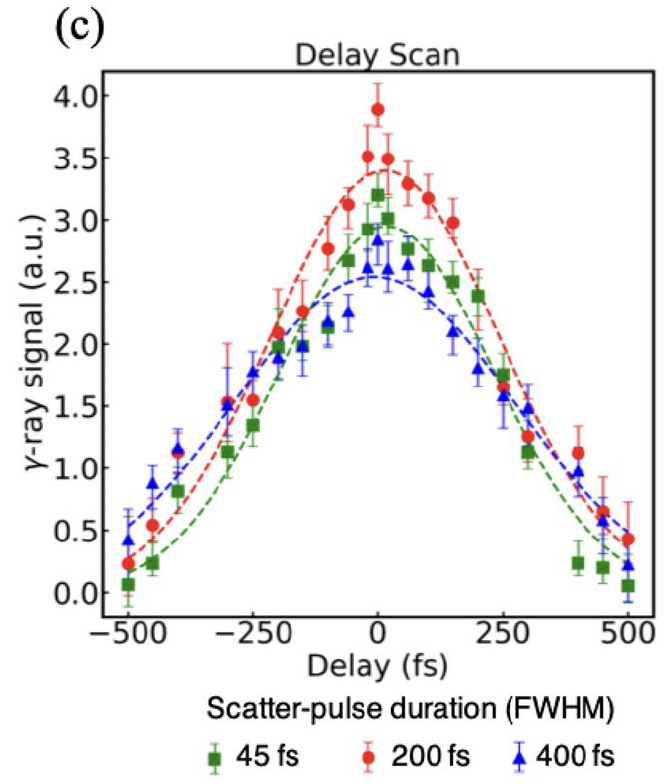 (c)
Delay Scan
4.0
3.5
3.0
2.5
2.0
1.5
1.0
0.5
0.0
γ-ray signal (a.u.)
−500 −250 0 250 500
Delay (fs)
Scatter-pulse duration (FWHM)
45 fs 200 fs 400 fs